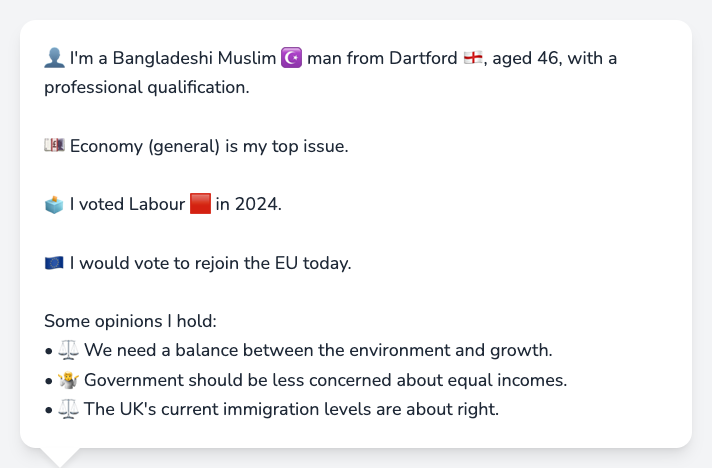 👤 I'm a Bangladeshi Muslim ☪️ man from Dartford 🏴󠁧󠁢󠁥󠁮󠁧󠁿, aged 46, with a
professional qualification.
💷 Economy (general) is my top issue.
🗳️ I voted Labour 🟥 in 2024.
🇪🇺 I would vote to rejoin the EU today.
Some opinions I hold:
• ⚖️ We need a balance between the environment and growth.
• 🤷 Government should be less concerned about equal incomes.
• ⚖️ The UK's current immigration levels are about right.